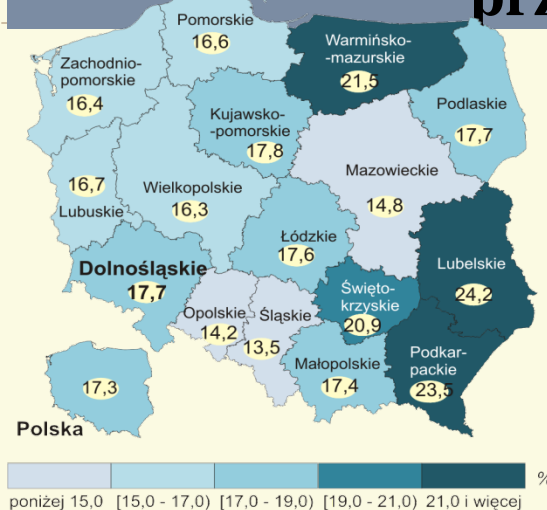 prz
Pomorskie
16,6
Warmińsko-
-mazurskie
21,5
Zachodnio-
pomorskie
16,4
Podlaskie
17,7
Kujawsko-
-pomorskie
17,8
Mazowieckie
14,8
16,7
Lubuskie
Wielkopolskie
16,3
Łódzkie
17,6
Lubelskie
24,2
Dolnośląskie
17,7
Święto-
krzyskie
20,9
Opolskie
14,2
Śląskie
13,5
Małopolskie
17,4
Podkar-
packie
23,5
17,3
Polska
%
poniżej 15,0 [15,0 - 17,0) [17,0 - 19,0) [19,0 - 21,0) 21,0 i więcej